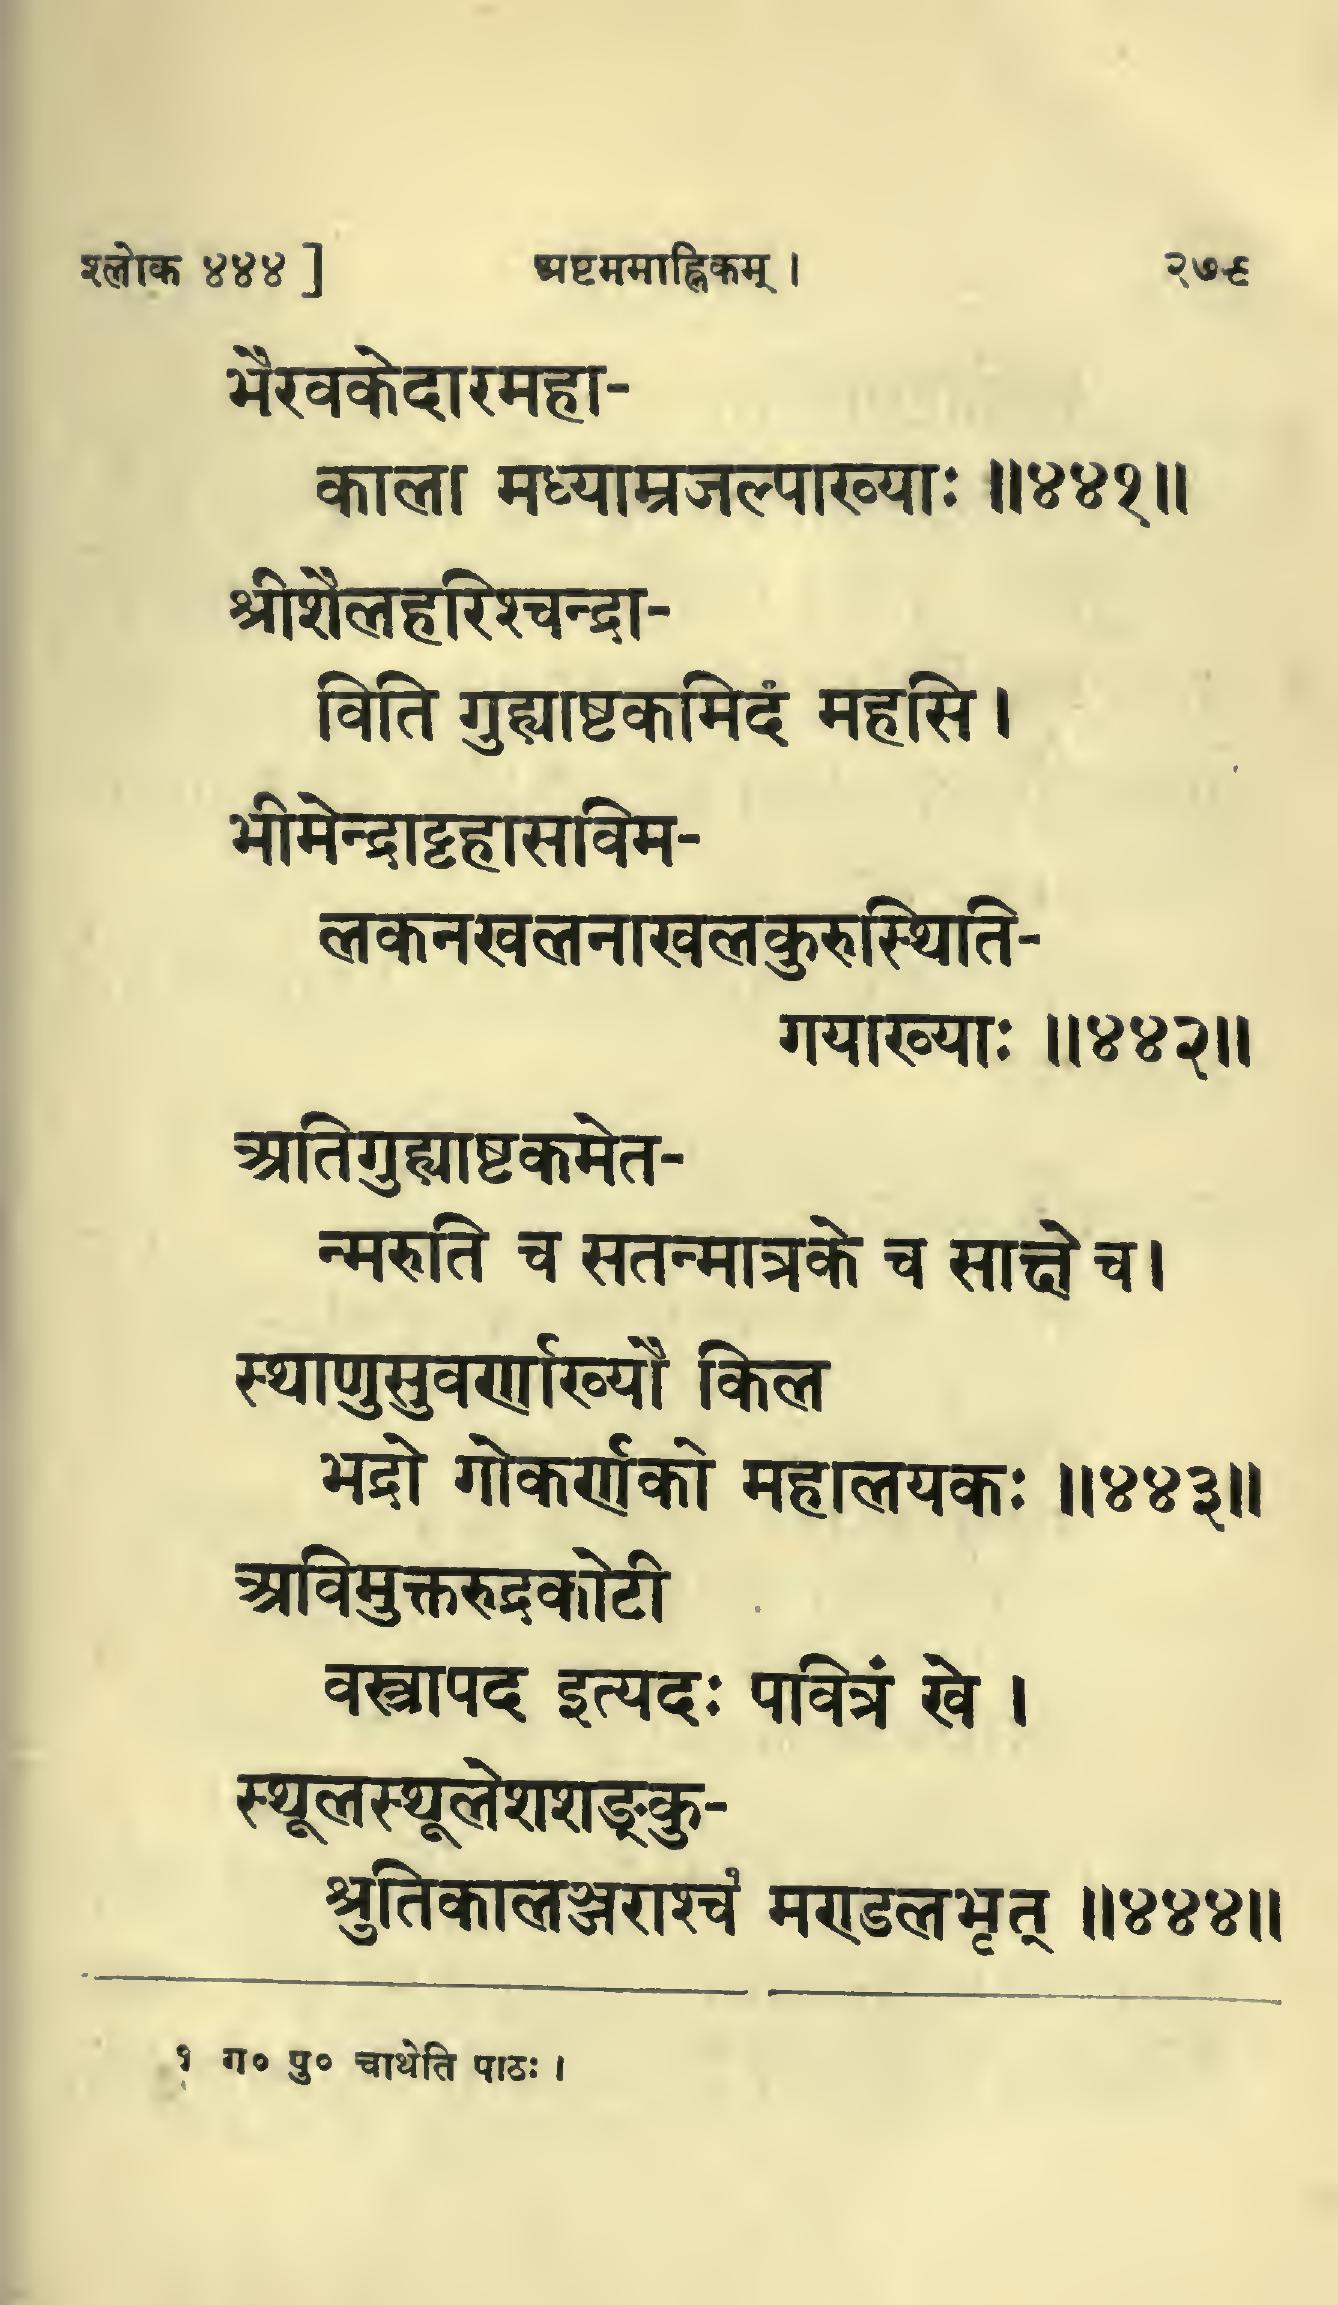 श्लोक ४४४ ] अष्टममाह्निकम् । २७९
भैरवकेदारमहा-
काला मध्याम्रजल्पाख्याः ॥४४१॥
श्रीशैलहरिश्चन्द्रा-
विति गुह्याष्टकमिदं महसि ।
भीमेन्द्राट्टहासविम-
लकनखलनाखलकुरुस्थिति-
गयाख्याः ॥४४२॥
अतिगुह्याष्टकमेत-
न्मरुति च सतन्मात्रके च साक्षे च।
स्थाणुसुवर्णाख्यौ किल
भद्रो गोकर्णको महालयकः ॥४४३॥
अविमुक्तरुद्रकोटी
वस्त्रापद इत्यदः पवित्रं खे ।
स्थूलस्थूलेशशङ्कु-
श्रुतिकालञ्जराश्च१ मण्डलभृत् ॥४४४॥
१ ग० पु० चाथेति पाठः ।